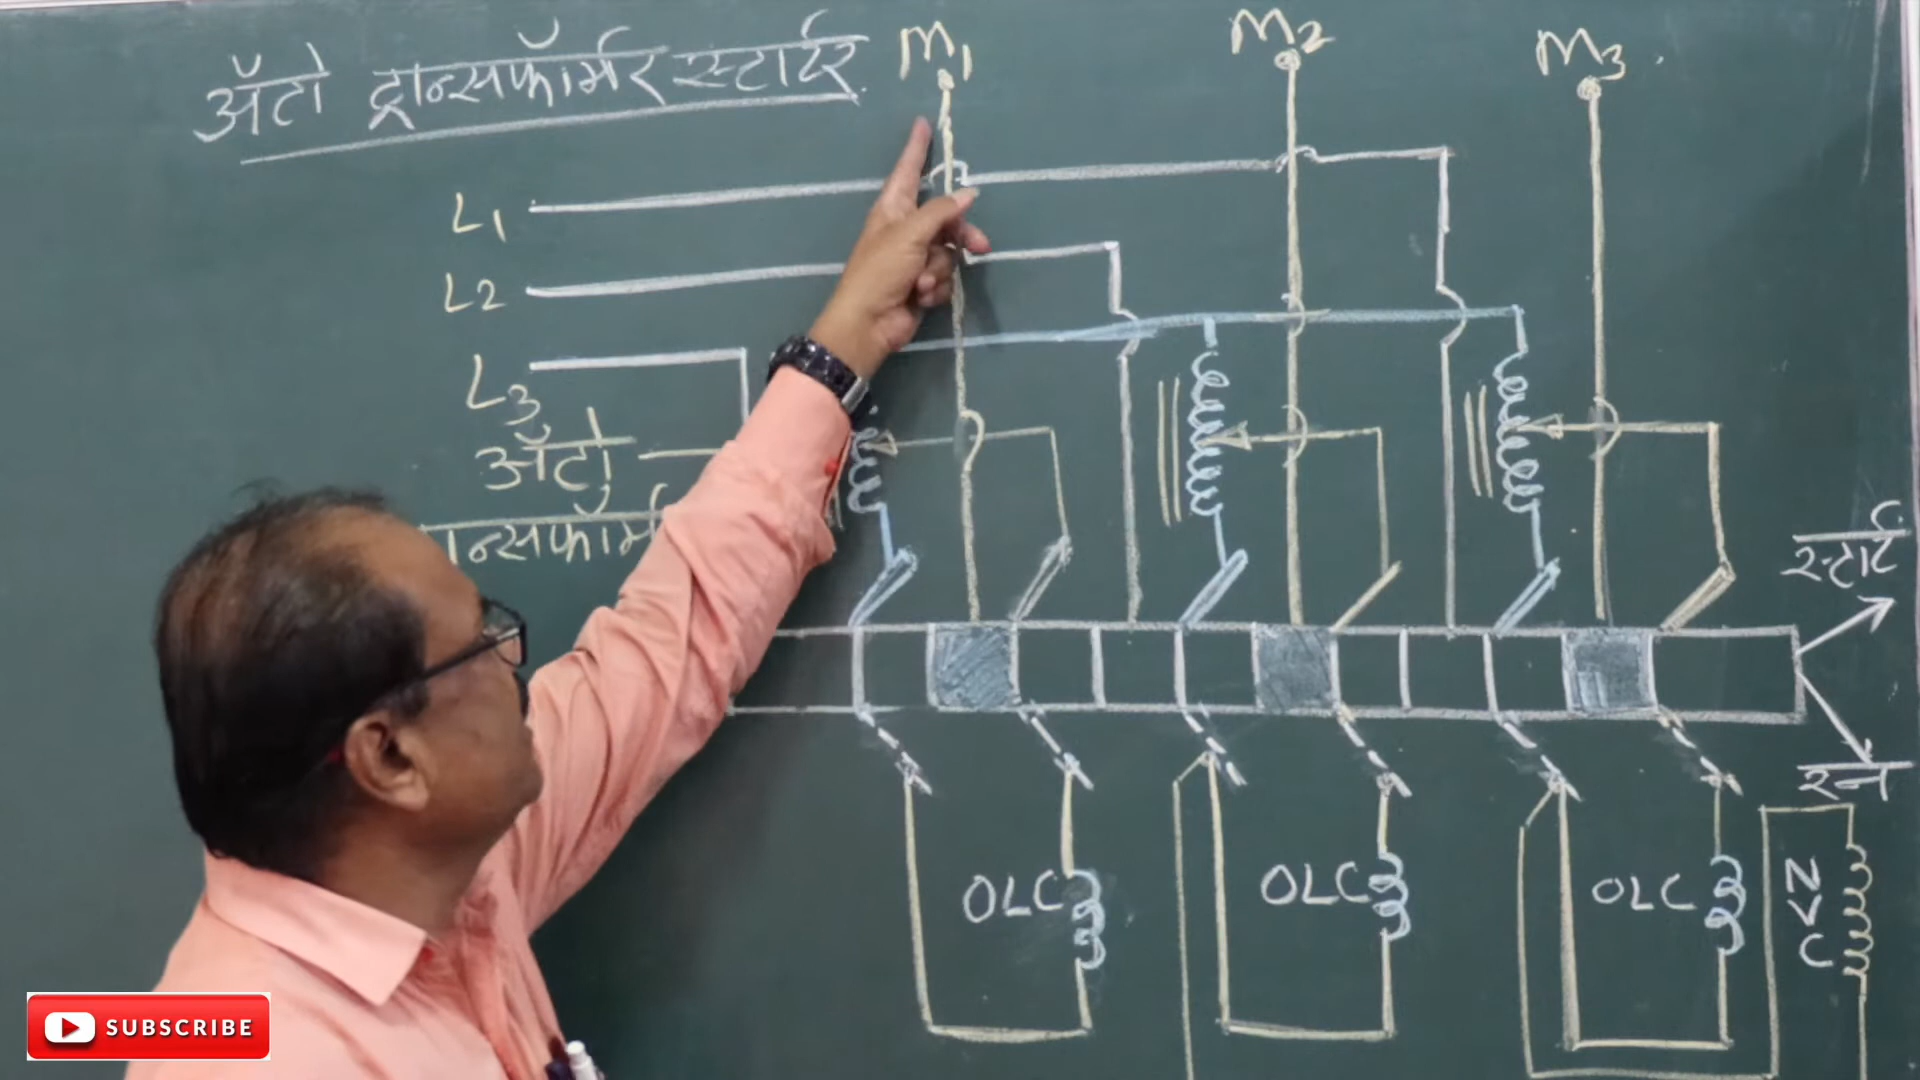 ऑटो ट्रान्सफॉर्मर स्टार्टर.
M1
M2
M3
L1
L2
L3
ऑटो
स्टार्ट
रन
OLC
OLC
OLC
NVC
SUBSCRIBE